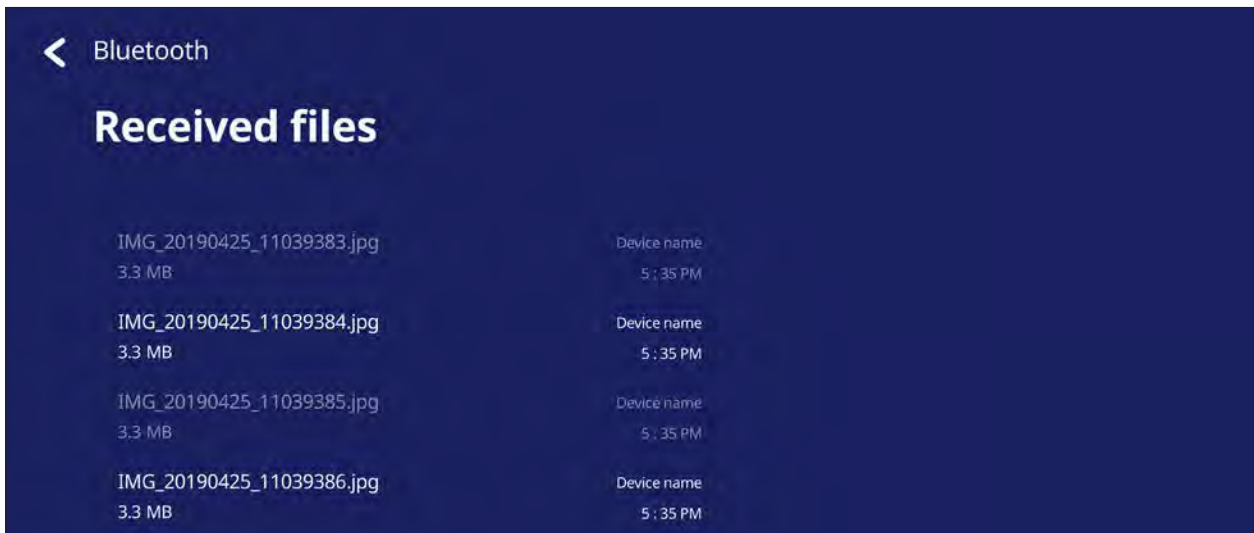 Bluetooth
Received files
IMG_20190425_11039383.jpg Device name
3.3 MB 5 : 35 PM
IMG_20190425_11039384.jpg Device name
3.3 MB 5 : 35 PM
IMG_20190425_11039385.jpg Device name
3.3 MB 5 : 35 PM
IMG_20190425_11039386.jpg Device name
3.3 MB 5 : 35 PM